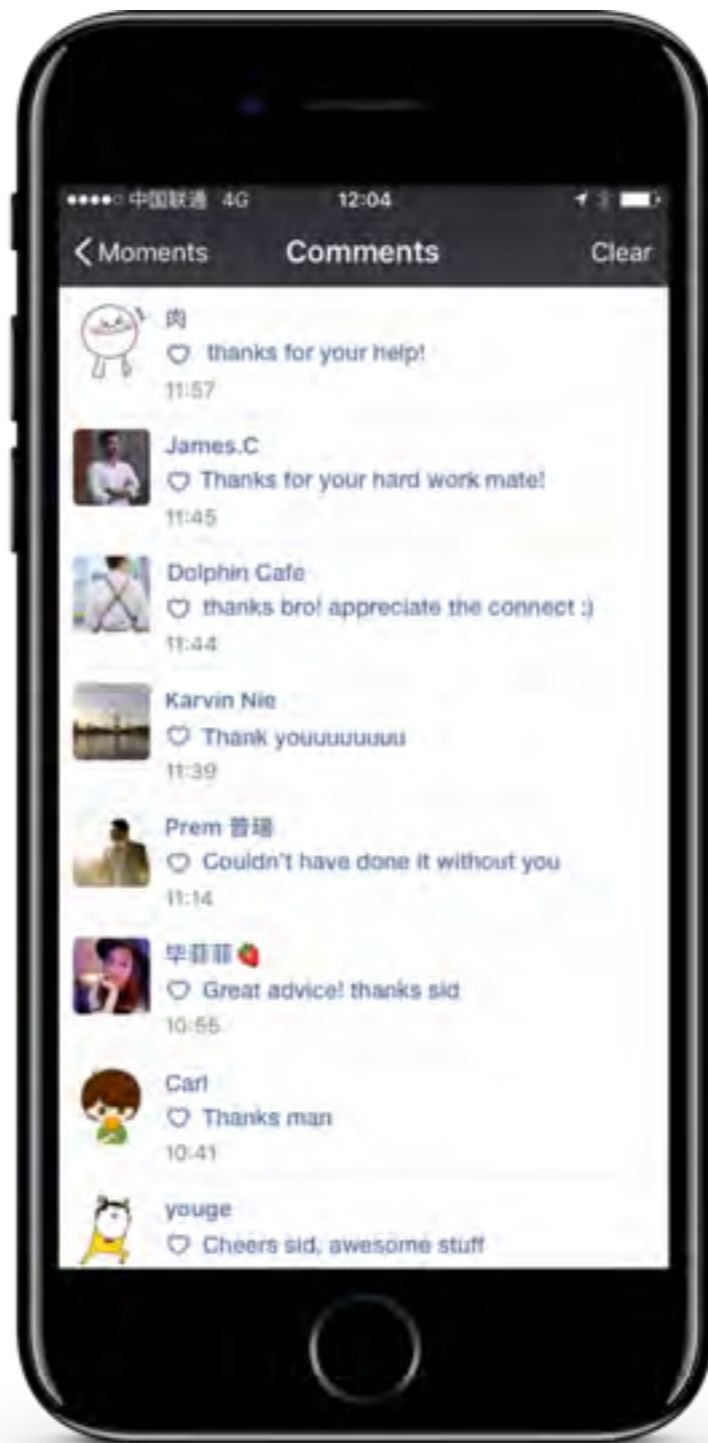 中国联通 4G 12:04
Moments Comments Clear
肉
thanks for your help!
11:57
James.C
Thanks for your hard work mate!
11:45
Dolphin Cafe
thanks bro! appreciate the connect :)
11:44
Karvin Nie
Thank youuuuuuuu
11:39
Prem 普瑞
Couldn't have done it without you
11:14
毕菲菲🍓
Great advice! thanks sid
10:55
Carl
Thanks man
10:41
youge
Cheers sid, awesome stuff